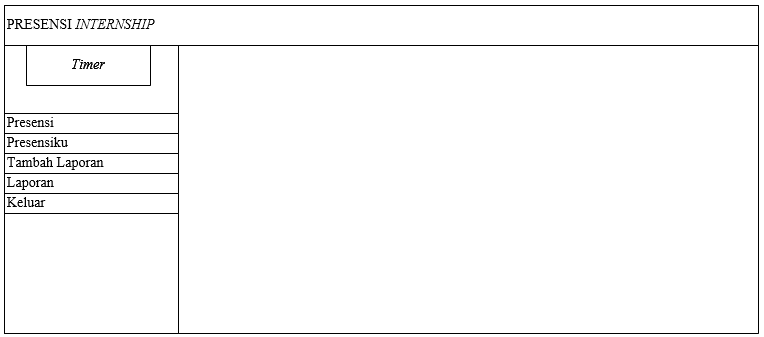 PRESENSI INTERNSHIP
Timer
Presensi
Presensiku
Tambah Laporan
Laporan
Keluar